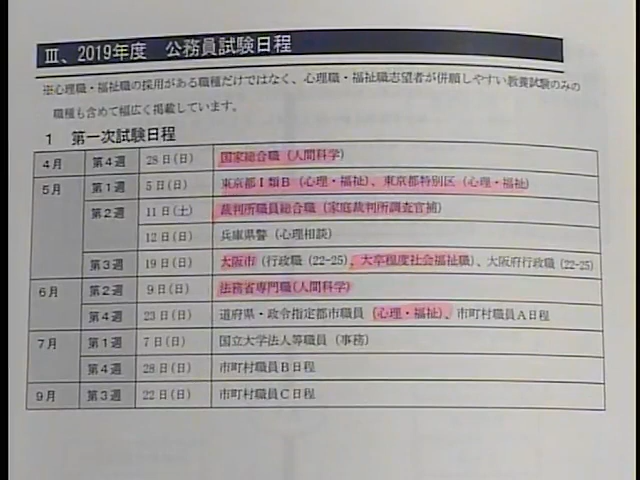 Ⅲ、2019年度　公務員試験日程
※心理職・福祉職の採用がある職種だけではなく、心理職・福祉職志望者が併願しやすい教養試験のみの
職種も含めて幅広く掲載しています。
1　第一次試験日程
4月　第4週　28日(日)　国家総合職（人間科学）
5月　第1週　5日(日)　東京都Ⅰ類B（心理・福祉）、東京都特別区（心理・福祉）
第2週　11日(土)　裁判所職員総合職（家庭裁判所調査官補）
12日(日)　兵庫県警（心理相談）
第3週　19日(日)　大阪市（行政職（22-25）、大卒程度社会福祉職）、大阪府行政職（22-25）
6月　第2週　9日(日)　法務省専門職(人間科学)
第4週　23日(日)　道府県・政令指定都市職員（心理・福祉）、市町村職員A日程
7月　第1週　7日(日)　国立大学法人等職員（事務）
第4週　28日(日)　市町村職員B日程
9月　第3週　22日(日)　市町村職員C日程